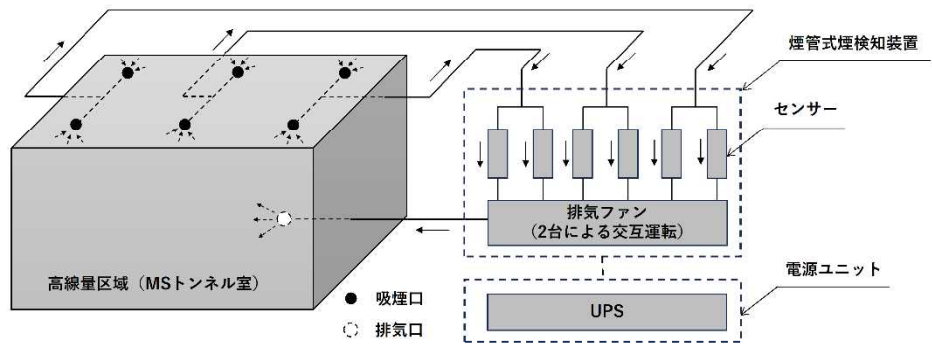 煙管式煙検知装置
センサー
排気ファン
(2台による交互運転)
電源ユニット
UPS
高線量区域(MSトンネル室)
吸煙口
排気口